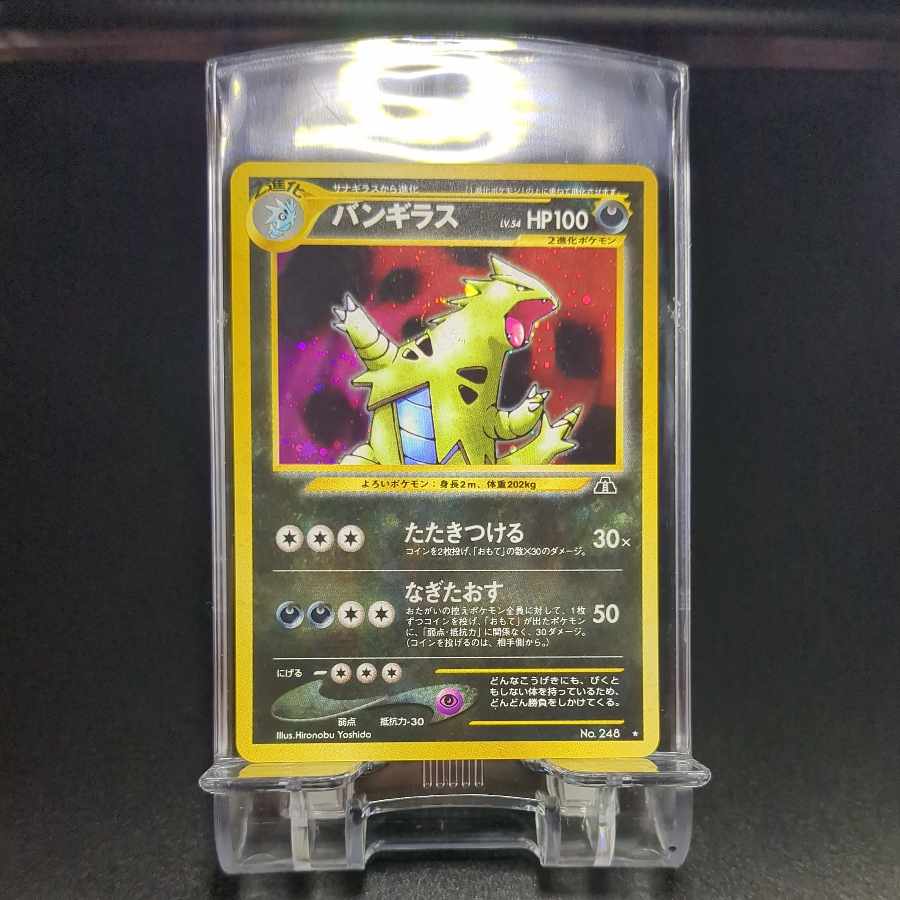 2進化
サナギラスから進化
「1進化ポケモン」の上に重ねて進化させます
バンギラス LV.54 HP100
2進化ポケモン
よろいポケモン：身長2m、体重202kg
たたきつける 30×
コインを2枚投げ、「おもて」の数×30のダメージ。
なぎたおす 50
おたがいの控えポケモン全員に対して、1枚
ずつコインを投げ、「おもて」が出たポケモン
に、「弱点・抵抗力」に関係なく、30ダメージ。
（コインを投げるのは、相手側から。）
にげる
弱点 抵抗力-30
どんなこうげきにも、びくと
もしない体を持っているため、
どんどん勝負をしかけてくる。
Illus.Hironobu Yoshida No.248 ★